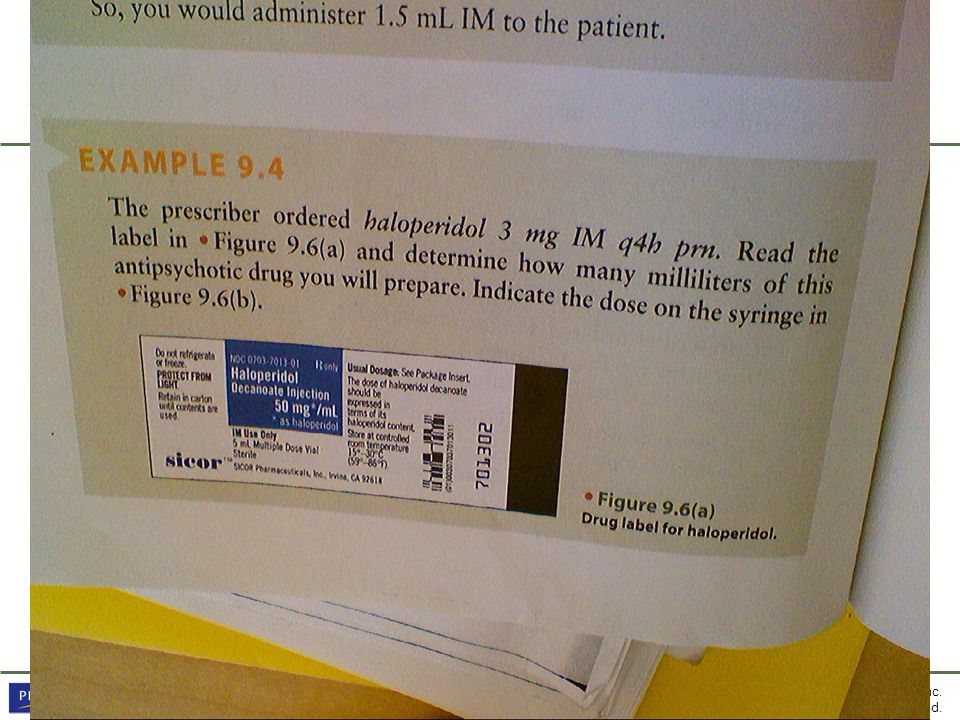 So, you would administer 1.5 mL IM to the patient.
EXAMPLE 9.4
The prescriber ordered haloperidol 3 mg IM q4h prn. Read the
label in • Figure 9.6(a) and determine how many milliliters of this
antipsychotic drug you will prepare. Indicate the dose on the syringe in
• Figure 9.6(b).
Do not refrigerate
or freeze.
PROTECT FROM
LIGHT.
Retain in carton
until contents are
used.
sicor™
NDC 0703-7013-01 ℞ only
Haloperidol
Decanoate Injection
50 mg*/mL
* as haloperidol
IM Use Only
5 mL Multiple Dose Vial
Sterile
SICOR Pharmaceuticals, Inc., Irvine, CA 92618
Usual Dosage: See Package Insert.
The dose of haloperidol decanoate
should be
expressed in
terms of its
haloperidol content.
Store at controlled
room temperature
15°-30°C
(59°-86°F).
701302
• Figure 9.6(a)
Drug label for haloperidol.